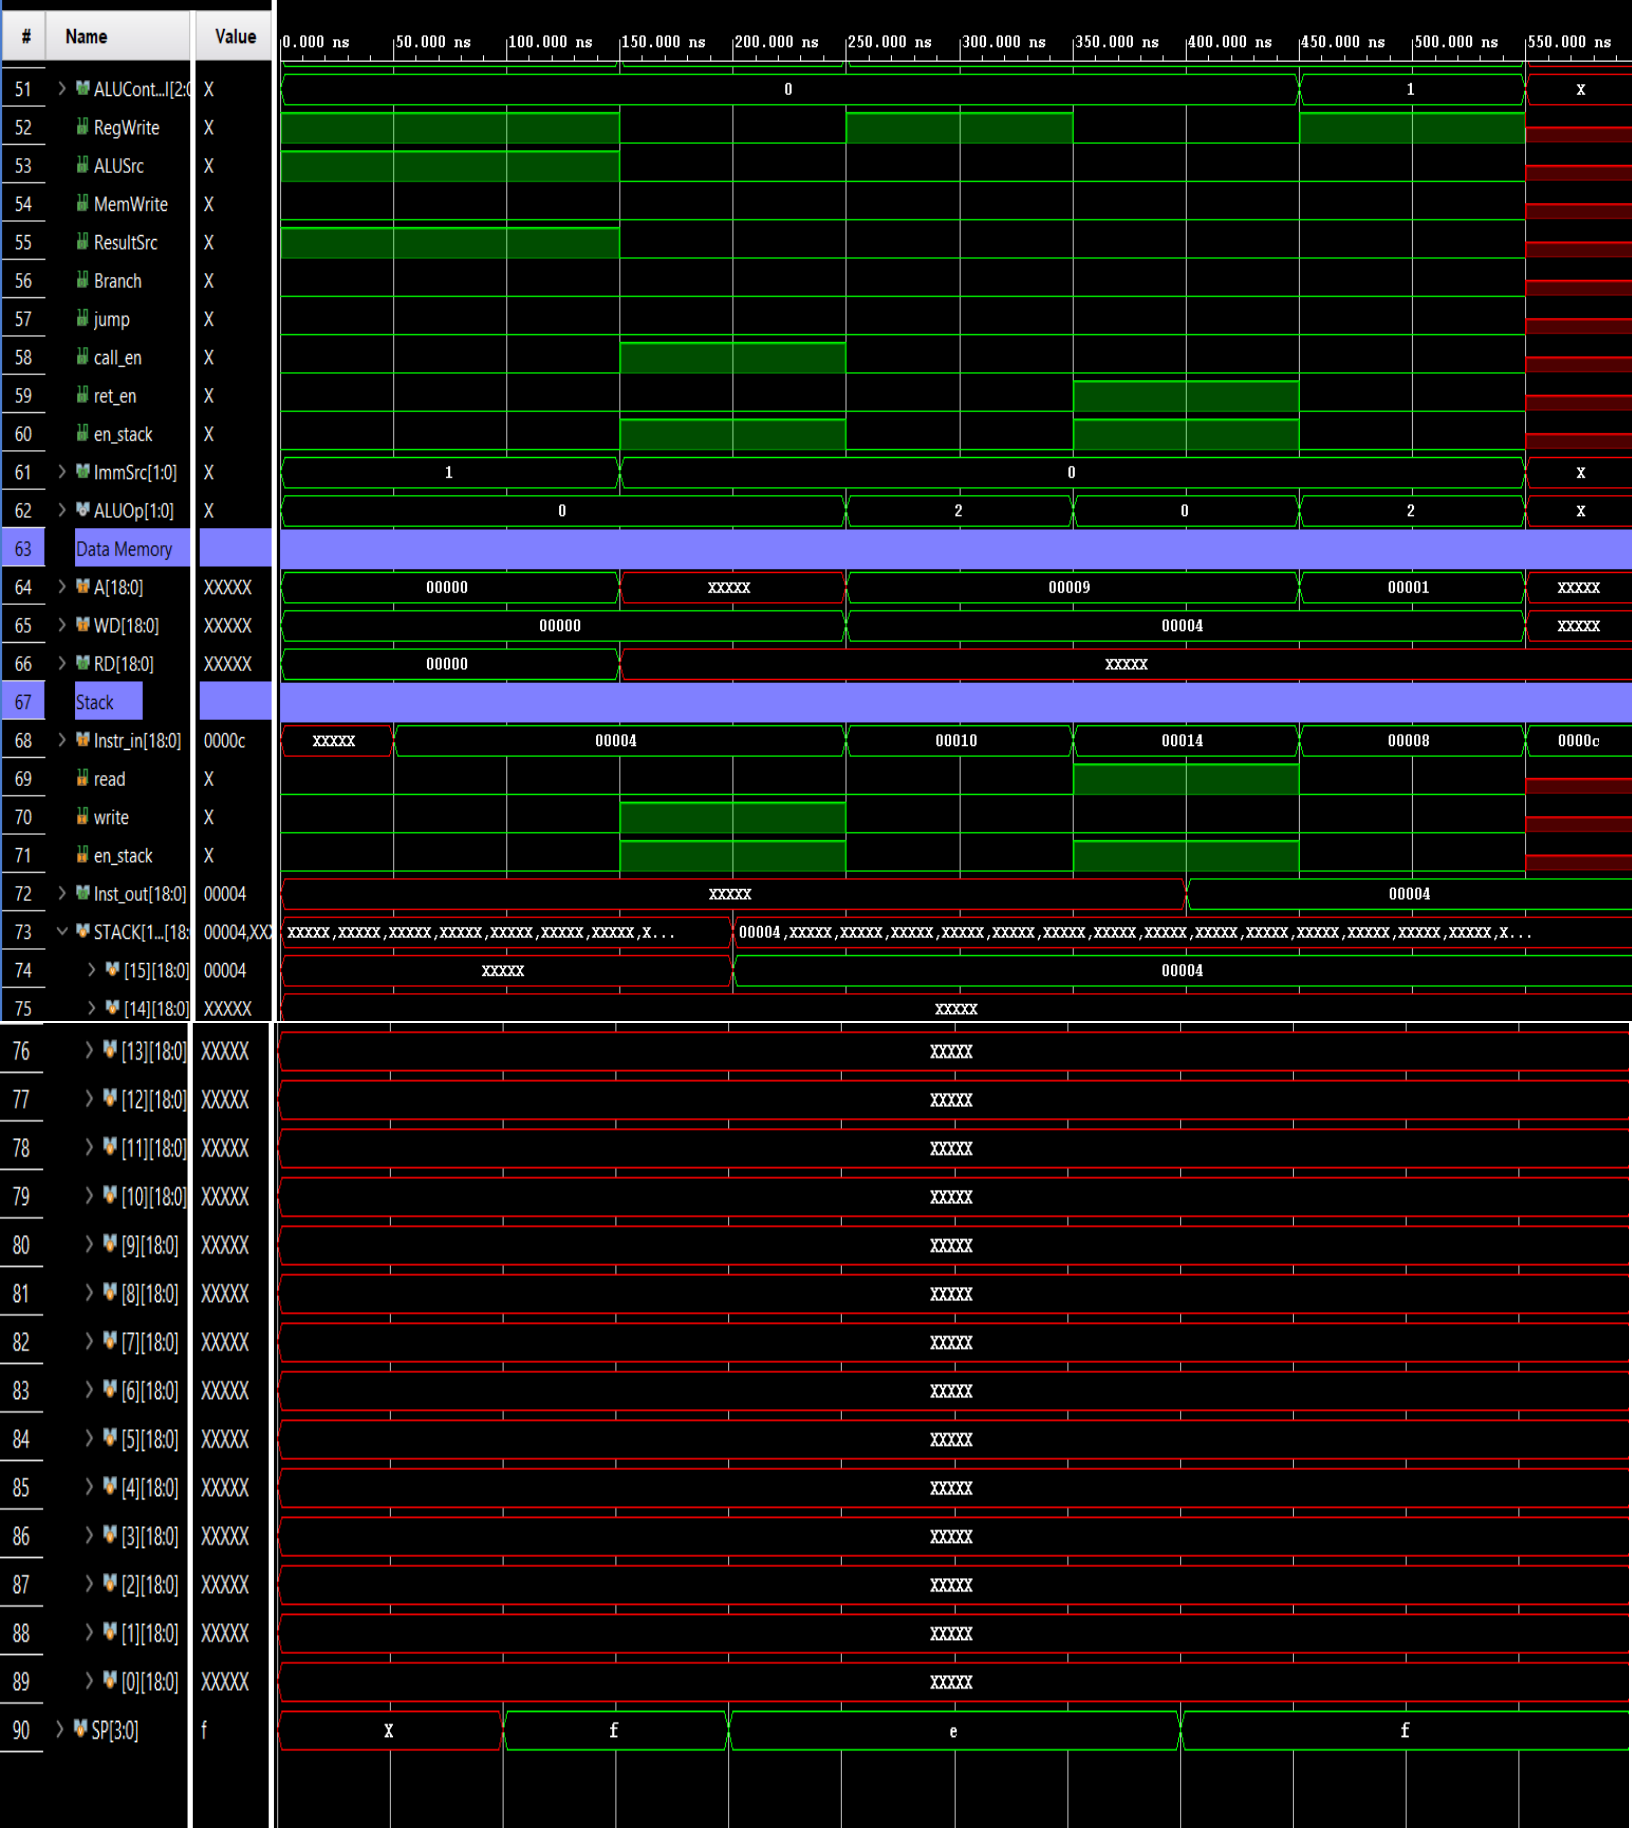 # Name Value 0.000 ns 50.000 ns 100.000 ns 150.000 ns 200.000 ns 250.000 ns 300.000 ns 350.000 ns 400.000 ns 450.000 ns 500.000 ns 550.000 ns
51 ALUCont...l[2:0 X 0 1 X
52 RegWrite X
53 ALUSrc X
54 MemWrite X
55 ResultSrc X
56 Branch X
57 jump X
58 call_en X
59 ret_en X
60 en_stack X
61 ImmSrc[1:0] X 1 0 X
62 ALUOp[1:0] X 0 2 0 2 X
63 Data Memory
64 A[18:0] XXXXX 00000 XXXXX 00009 00001 XXXXX
65 WD[18:0] XXXXX 00000 00004 XXXXX
66 RD[18:0] XXXXX 00000 XXXXX
67 Stack
68 Instr_in[18:0] 0000c XXXXX 00004 00010 00014 00008 0000c
69 read X
70 write X
71 en_stack X
72 Inst_out[18:0] 00004 XXXXX 00004
73 STACK[1...[18: 00004,XX XXXXX,XXXXX,XXXXX,XXXXX,XXXXX,XXXXX,XXXXX,X... 00004,XXXXX,XXXXX,XXXXX,XXXXX,XXXXX,XXXXX,XXXXX,XXXXX,XXXXX,XXXXX,XXXXX,XXXXX,XXXXX,XXXXX,X...
74 [15][18:0] 00004 XXXXX 00004
75 [14][18:0] XXXXX XXXXX
76 [13][18:0] XXXXX XXXXX
77 [12][18:0] XXXXX XXXXX
78 [11][18:0] XXXXX XXXXX
79 [10][18:0] XXXXX XXXXX
80 [9][18:0] XXXXX XXXXX
81 [8][18:0] XXXXX XXXXX
82 [7][18:0] XXXXX XXXXX
83 [6][18:0] XXXXX XXXXX
84 [5][18:0] XXXXX XXXXX
85 [4][18:0] XXXXX XXXXX
86 [3][18:0] XXXXX XXXXX
87 [2][18:0] XXXXX XXXXX
88 [1][18:0] XXXXX XXXXX
89 [0][18:0] XXXXX XXXXX
90 SP[3:0] f X f e f